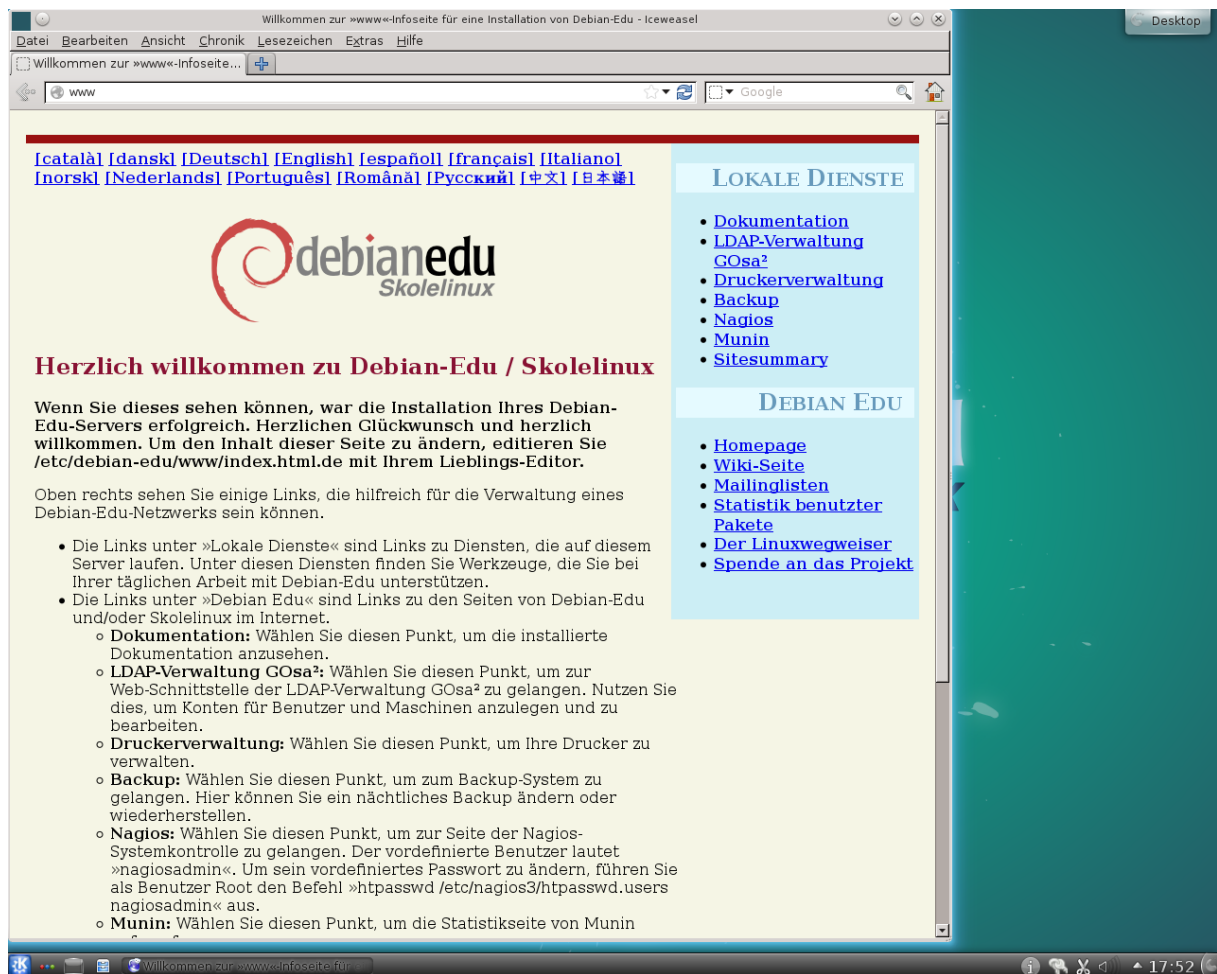 Willkommen zur »www«-Infoseite für eine Installation von Debian-Edu - Iceweasel
Desktop
Datei Bearbeiten Ansicht Chronik Lesezeichen Extras Hilfe
Willkommen zur »www«-Infoseite...
www
Google
[català] [dansk] [Deutsch] [English] [español] [français] [Italiano]
[norsk] [Nederlands] [Português] [Română] [Русский] [中文] [日本語]
debianedu
Skolelinux
Herzlich willkommen zu Debian-Edu / Skolelinux
Wenn Sie dieses sehen können, war die Installation Ihres Debian-
Edu-Servers erfolgreich. Herzlichen Glückwunsch und herzlich
willkommen. Um den Inhalt dieser Seite zu ändern, editieren Sie
/etc/debian-edu/www/index.html.de mit Ihrem Lieblings-Editor.
Oben rechts sehen Sie einige Links, die hilfreich für die Verwaltung eines
Debian-Edu-Netzwerks sein können.
• Die Links unter »Lokale Dienste« sind Links zu Diensten, die auf diesem
Server laufen. Unter diesen Diensten finden Sie Werkzeuge, die Sie bei
Ihrer täglichen Arbeit mit Debian-Edu unterstützen.
• Die Links unter »Debian Edu« sind Links zu den Seiten von Debian-Edu
und/oder Skolelinux im Internet.
◦ Dokumentation: Wählen Sie diesen Punkt, um die installierte
Dokumentation anzusehen.
◦ LDAP-Verwaltung GOsa²: Wählen Sie diesen Punkt, um zur
Web-Schnittstelle der LDAP-Verwaltung GOsa² zu gelangen. Nutzen Sie
dies, um Konten für Benutzer und Maschinen anzulegen und zu
bearbeiten.
◦ Druckerverwaltung: Wählen Sie diesen Punkt, um Ihre Drucker zu
verwalten.
◦ Backup: Wählen Sie diesen Punkt, um zum Backup-System zu
gelangen. Hier können Sie ein nächtliches Backup ändern oder
wiederherstellen.
◦ Nagios: Wählen Sie diesen Punkt, um zur Seite der Nagios-
Systemkontrolle zu gelangen. Der vordefinierte Benutzer lautet
»nagiosadmin«. Um sein vordefiniertes Passwort zu ändern, führen Sie
als Benutzer Root den Befehl »htpasswd /etc/nagios3/htpasswd.users
nagiosadmin« aus.
◦ Munin: Wählen Sie diesen Punkt, um die Statistikseite von Munin
LOKALE DIENSTE
• Dokumentation
• LDAP-Verwaltung
GOsa²
• Druckerverwaltung
• Backup
• Nagios
• Munin
• Sitesummary
DEBIAN EDU
• Homepage
• Wiki-Seite
• Mailinglisten
• Statistik benutzter
Pakete
• Der Linuxwegweiser
• Spende an das Projekt
Willkommen zur »www«-Infoseite für
17:52